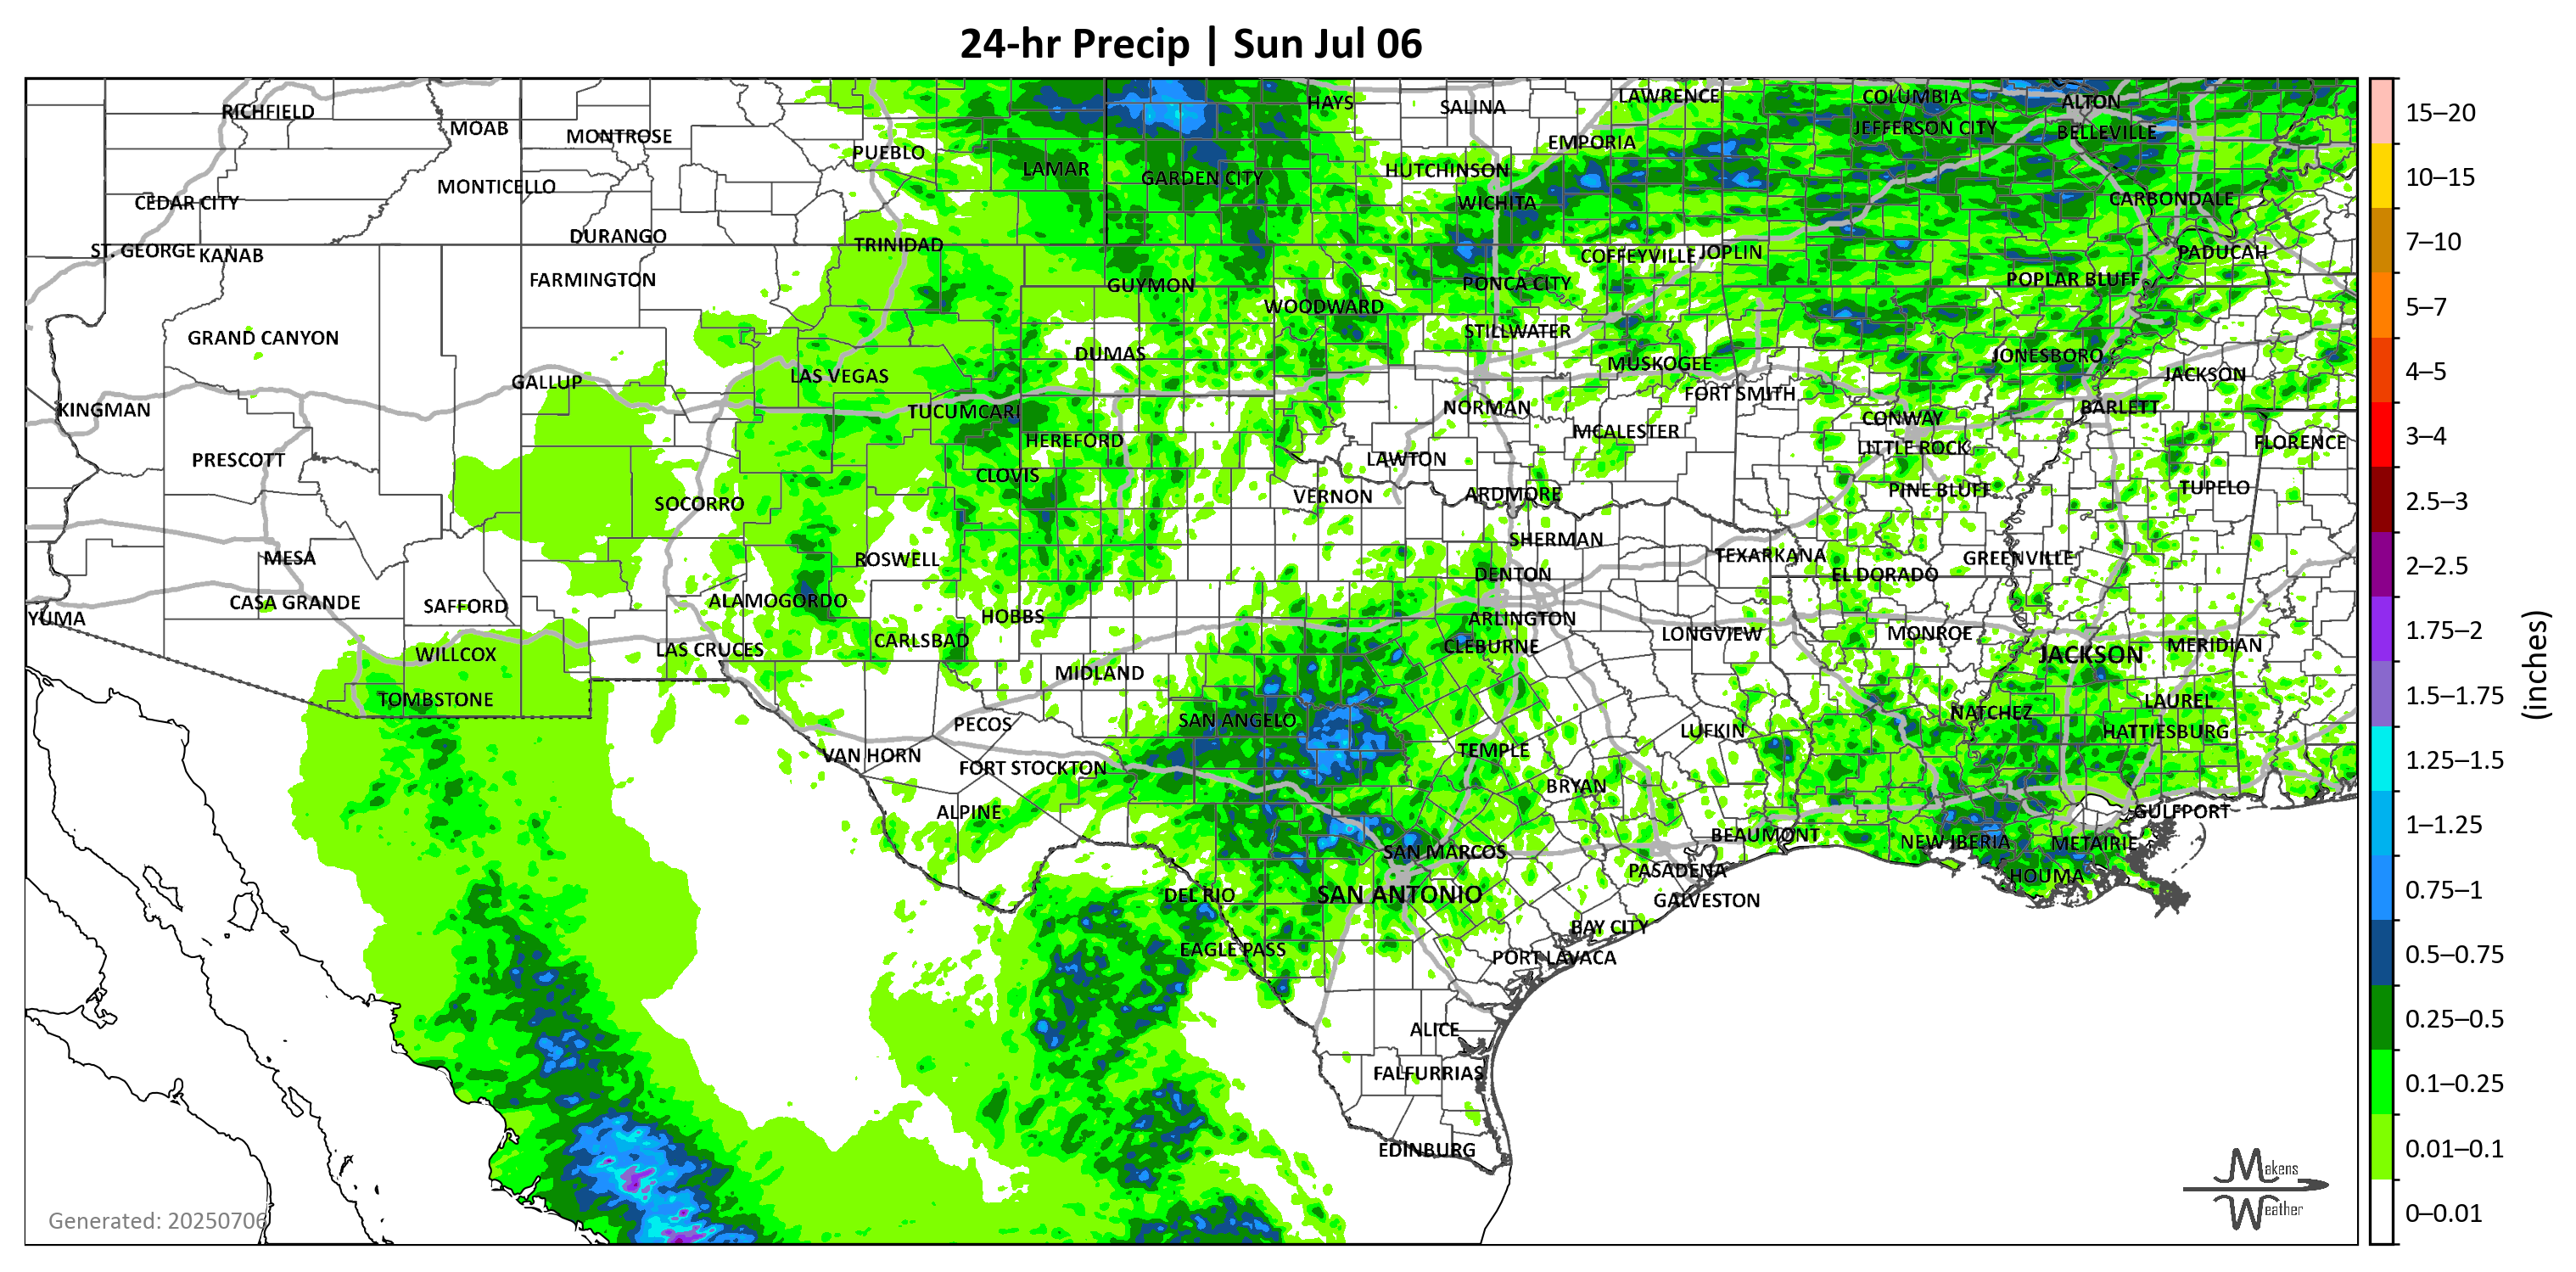 24-hr Precip | Sun Jul 06
RICHFIELD
MOAB
MONTROSE
PUEBLO
LAMAR
GARDEN CITY
HAYS
SALINA
LAWRENCE
COLUMBIA
ALTON
JEFFERSON CITY
BELLEVILLE
EMPORIA
HUTCHINSON
MONTICELLO
CEDAR CITY
WICHITA
CARBONDALE
DURANGO
TRINIDAD
ST. GEORGE
KANAB
COFFEYVILLE
JOPLIN
PADUCAH
FARMINGTON
GUYMON
PONCA CITY
POPLAR BLUFF
WOODWARD
GRAND CANYON
STILLWATER
DUMAS
JONESBORO
MUSKOGEE
LAS VEGAS
JACKSON
GALLUP
FORT SMITH
KINGMAN
TUCUMCARI
NORMAN
BARLETT
CONWAY
HEREFORD
MCALESTER
FLORENCE
LITTLE ROCK
PRESCOTT
LAWTON
CLOVIS
SOCORRO
VERNON
ARDMORE
PINE BLUFF
TUPELO
SHERMAN
MESA
ROSWELL
TEXARKANA
GREENVILLE
DENTON
EL DORADO
CASA GRANDE
SAFFORD
ALAMOGORDO
HOBBS
YUMA
ARLINGTON
LONGVIEW
MONROE
WILLCOX
LAS CRUCES
CARLSBAD
CLEBURNE
JACKSON
MERIDIAN
MIDLAND
TOMBSTONE
LAUREL
PECOS
SAN ANGELO
NATCHEZ
LUFKIN
HATTIESBURG
VAN HORN
FORT STOCKTON
TEMPLE
BRYAN
ALPINE
GULFPORT
BEAUMONT
NEW IBERIA
METAIRIE
SAN MARCOS
PASADENA
HOUMA
DEL RIO
SAN ANTONIO
GALVESTON
BAY CITY
EAGLE PASS
PORT LAVACA
ALICE
FALFURRIAS
EDINBURG
Generated: 20250706
Makens
Weather
15–20
10–15
7–10
5–7
4–5
3–4
2.5–3
2–2.5
1.75–2
1.5–1.75
1.25–1.5
1–1.25
0.75–1
0.5–0.75
0.25–0.5
0.1–0.25
0.01–0.1
0–0.01
(inches)